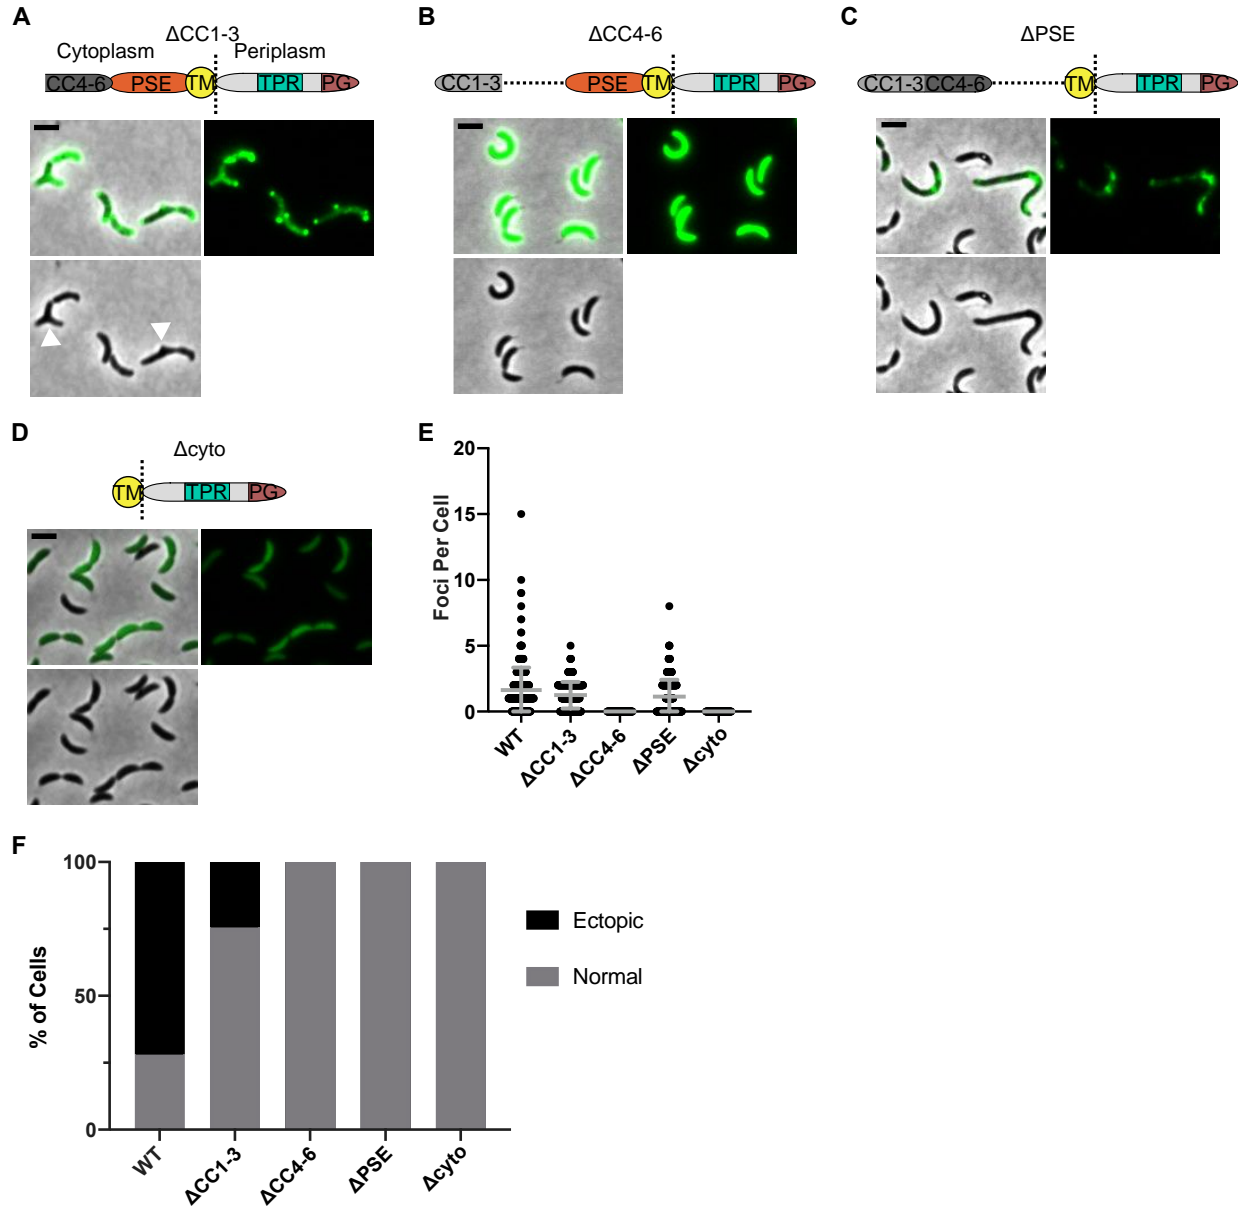 A
ΔCC1-3
Cytoplasm
Periplasm
CC4-6
PSE
TM
TPR
PG
B
ΔCC4-6
CC1-3
PSE
TM
TPR
PG
C
ΔPSE
CC1-3
CC4-6
TM
TPR
PG
D
Δcyto
TM
TPR
PG
E
Foci Per Cell
20
15
10
5
0
WT
ΔCC1-3
ΔCC4-6
ΔPSE
Δcyto
F
% of Cells
100
50
0
WT
ΔCC1-3
ΔCC4-6
ΔPSE
Δcyto
Ectopic
Normal